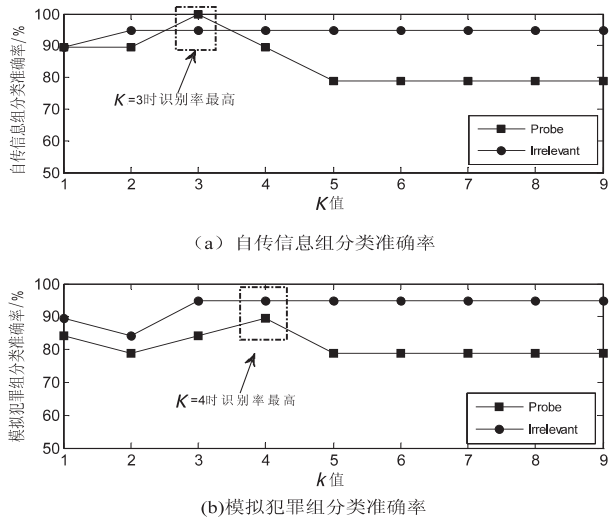 自传信息组分类准确率/%
100
90
80
70
60
50
K=3时识别率最高
Probe
Irrelevant
1 2 3 4 5 6 7 8 9
K值
（a）自传信息组分类准确率
模拟犯罪组分类准确率/%
100
90
80
70
60
50
K=4时识别率最高
Probe
Irrelevant
1 2 3 4 5 6 7 8 9
k值
(b)模拟犯罪组分类准确率